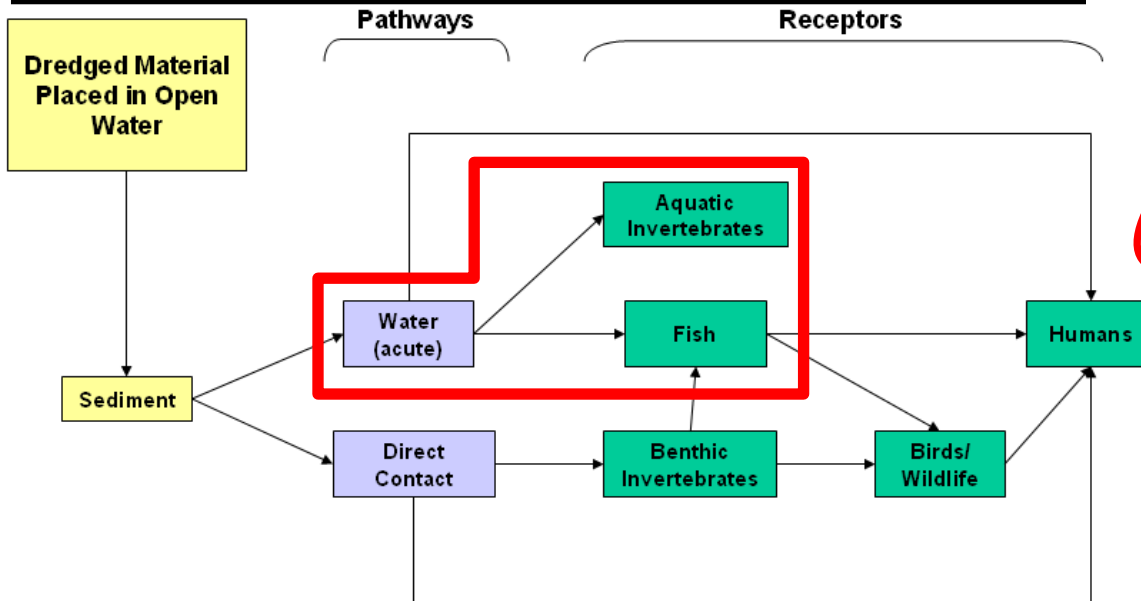 Pathways
Receptors
Dredged Material
Placed in Open
Water
Aquatic
Invertebrates
Water
(acute)
Fish
Humans
Sediment
Direct
Contact
Benthic
Invertebrates
Birds/
Wildlife